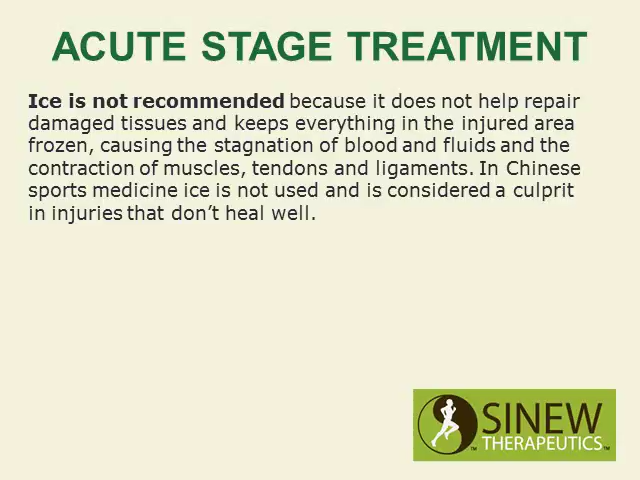 ACUTE STAGE TREATMENT
Ice is not recommended because it does not help repair
damaged tissues and keeps everything in the injured area
frozen, causing the stagnation of blood and fluids and the
contraction of muscles, tendons and ligaments. In Chinese
sports medicine ice is not used and is considered a culprit
in injuries that don’t heal well.
SINEW
THERAPEUTICS™
™